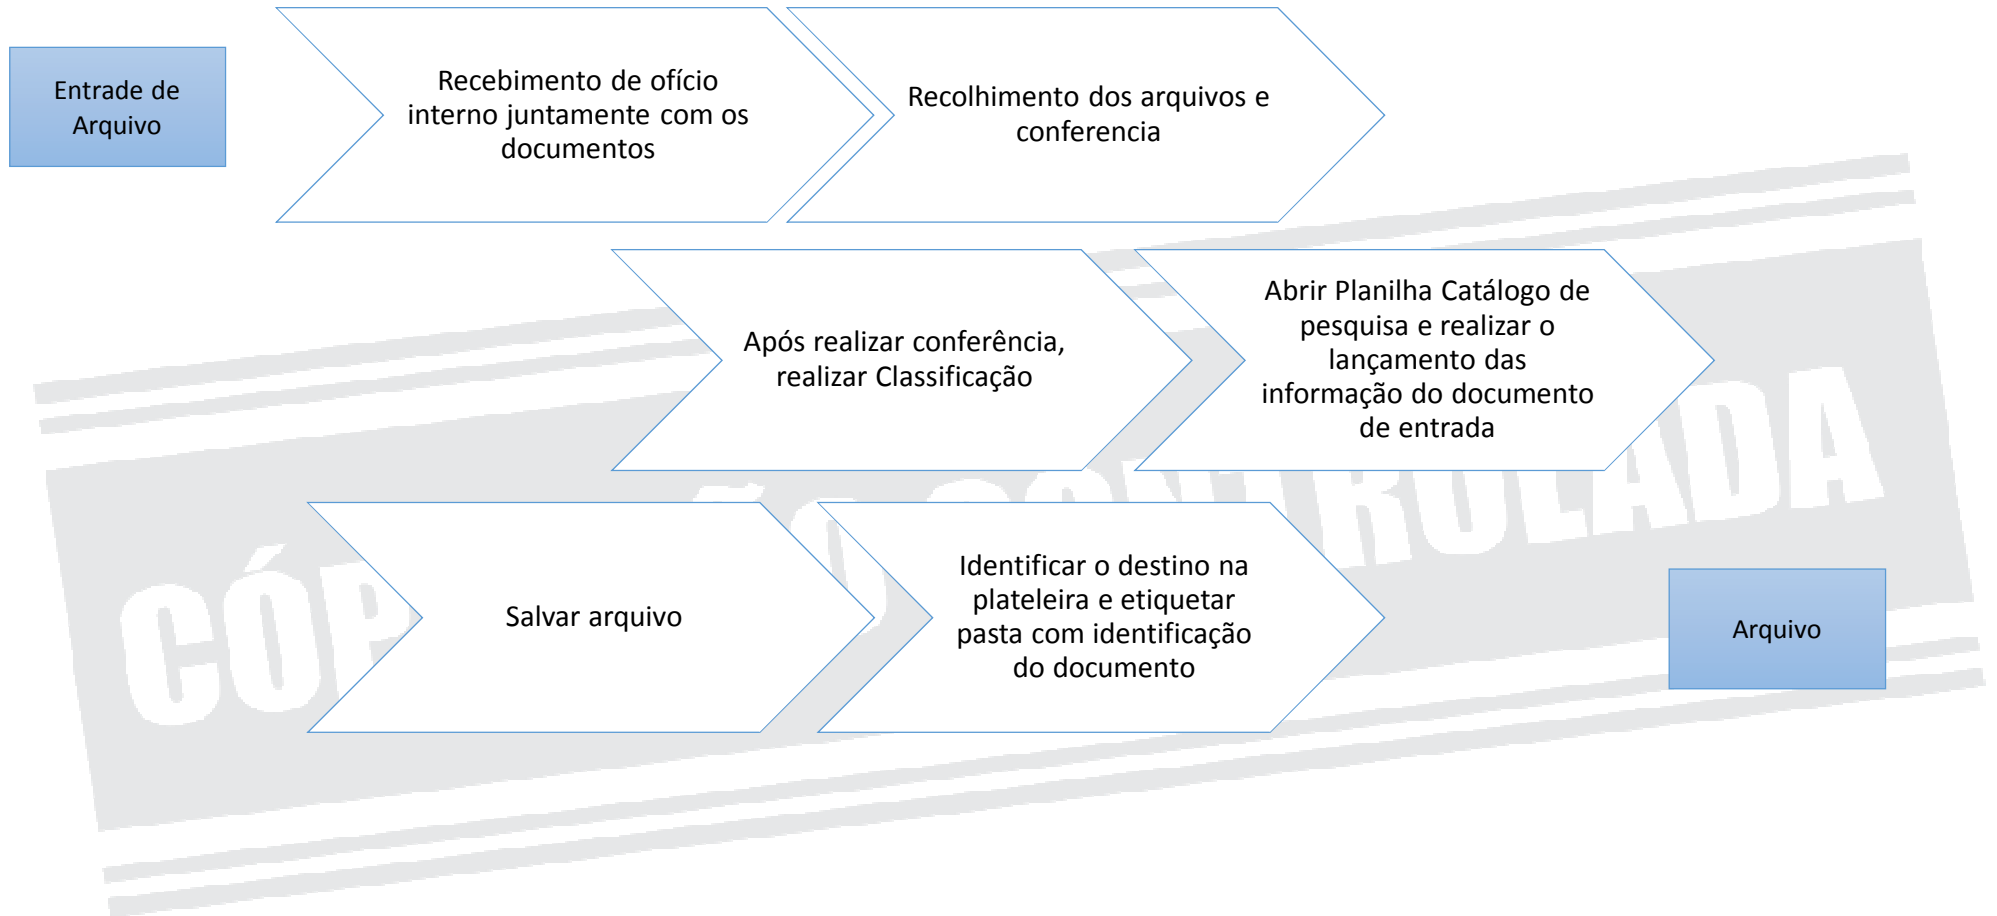 Entrade de
Arquivo
Recebimento de ofício
interno juntamente com os
documentos
Recolhimento dos arquivos e
conferencia
Após realizar conferência,
realizar Classificação
Abrir Planilha Catálogo de
pesquisa e realizar o
lançamento das
informação do documento
de entrada
Salvar arquivo
Identificar o destino na
plateleira e etiquetar
pasta com identificação
do documento
Arquivo